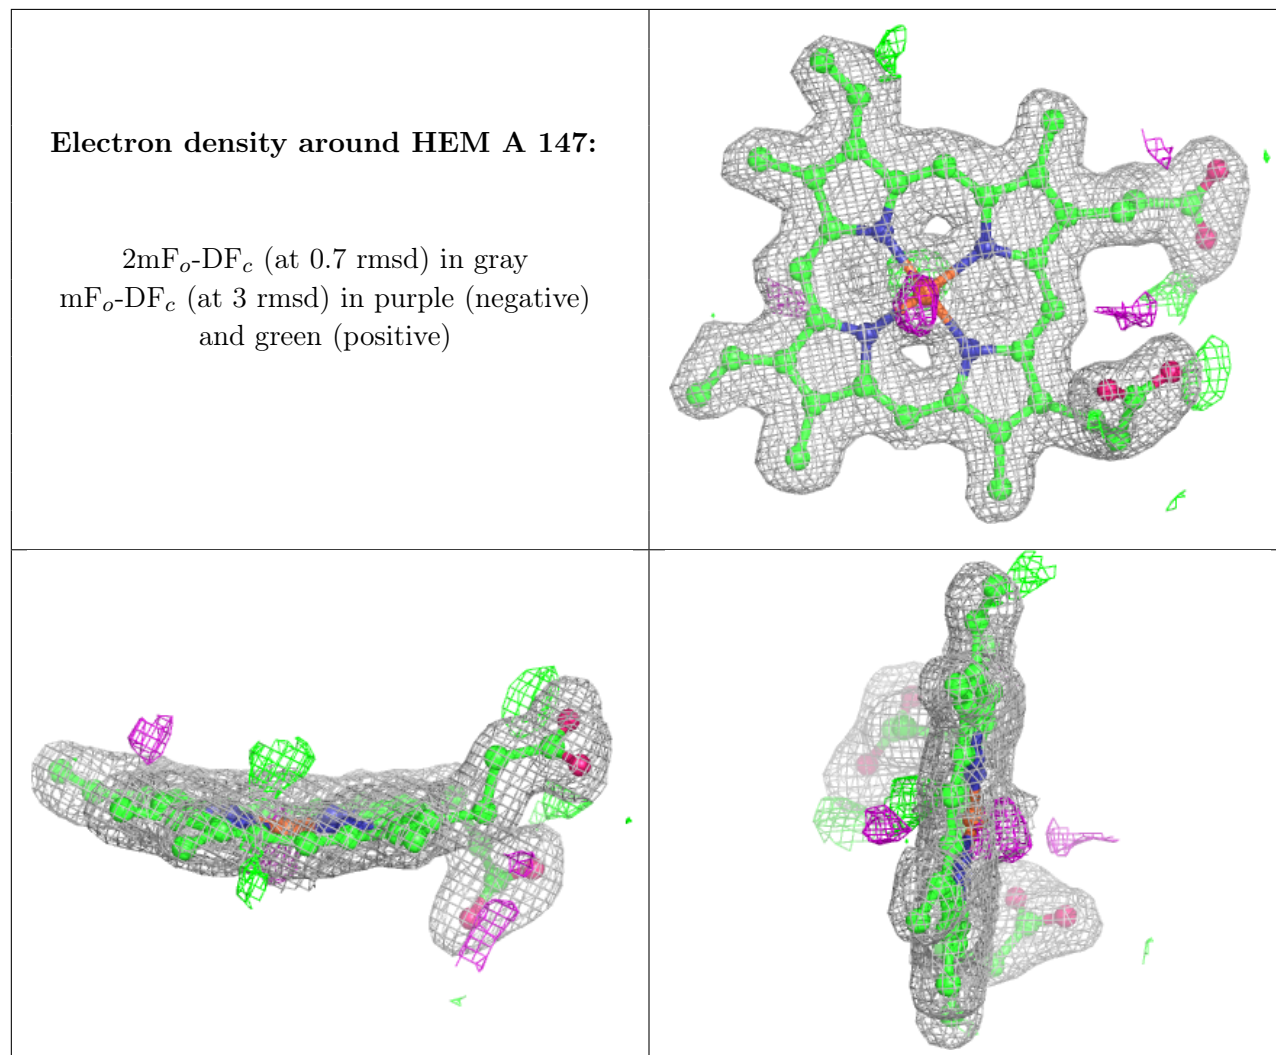 Electron density around HEM A 147:
2mFₒ-DF𝒸 (at 0.7 rmsd) in gray
mFₒ-DF𝒸 (at 3 rmsd) in purple (negative)
and green (positive)